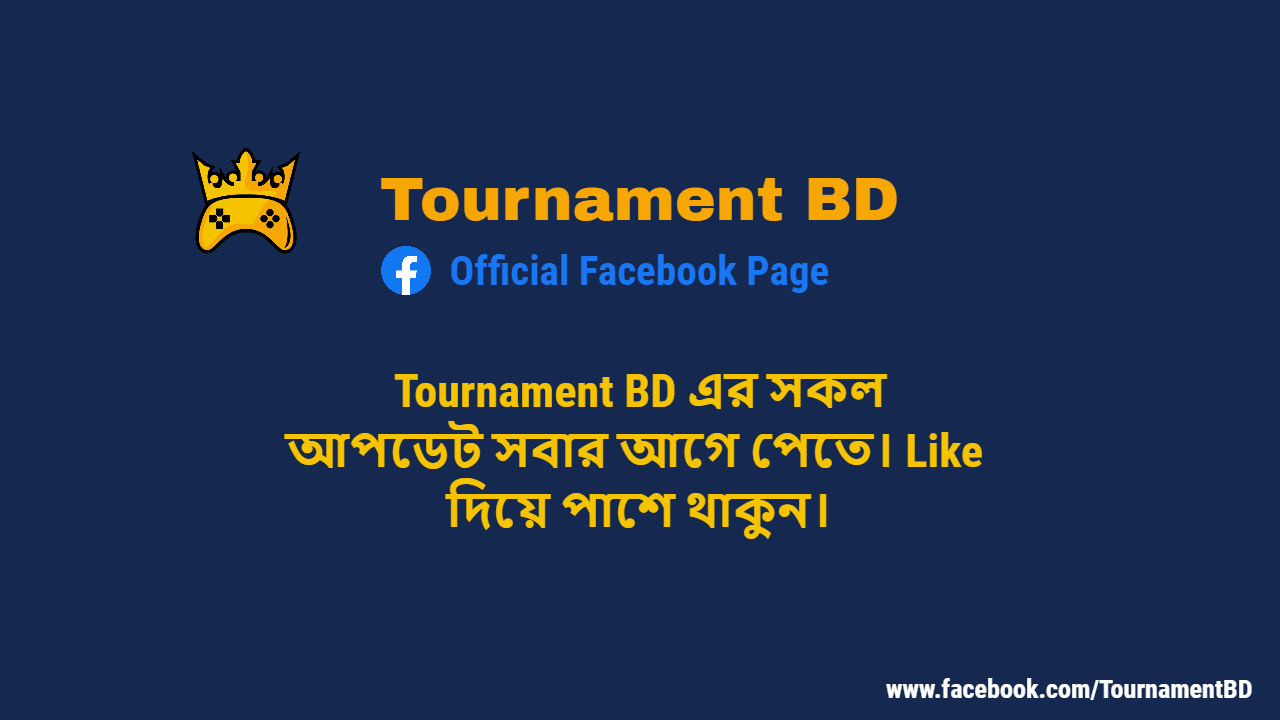 Tournament BD
Official Facebook Page
Tournament BD এর সকল
আপডেট সবার আগে পেতে। Like
দিয়ে পাশে থাকুন।
www.facebook.com/TournamentBD